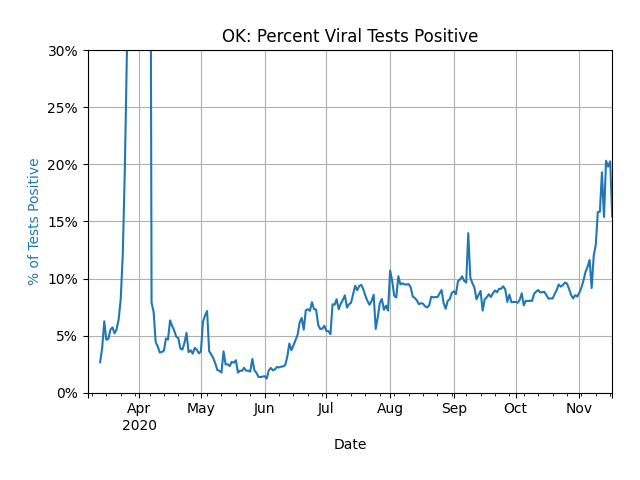 OK: Percent Viral Tests Positive
30%
25%
20%
15%
10%
5%
0%
% of Tests Positive
Apr May Jun Jul Aug Sep Oct Nov
2020
Date